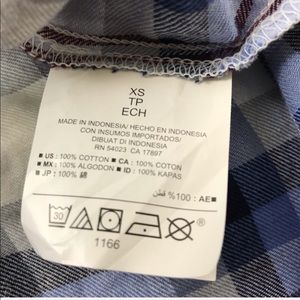 XS
TP
ECH
MADE IN INDONESIA/ HECHO EN INDONESIA
CON INSUMOS IMPORTADOS/
DIBUAT DI INDONESIA
RN 54023 CA 17897
■ US : 100% COTTON ■ CA : 100% COTON
■ MX : 100% ALGODON ■ ID : 100% KAPAS
■ JP : 100% 綿
■ AE : %100 قطن
30
1166